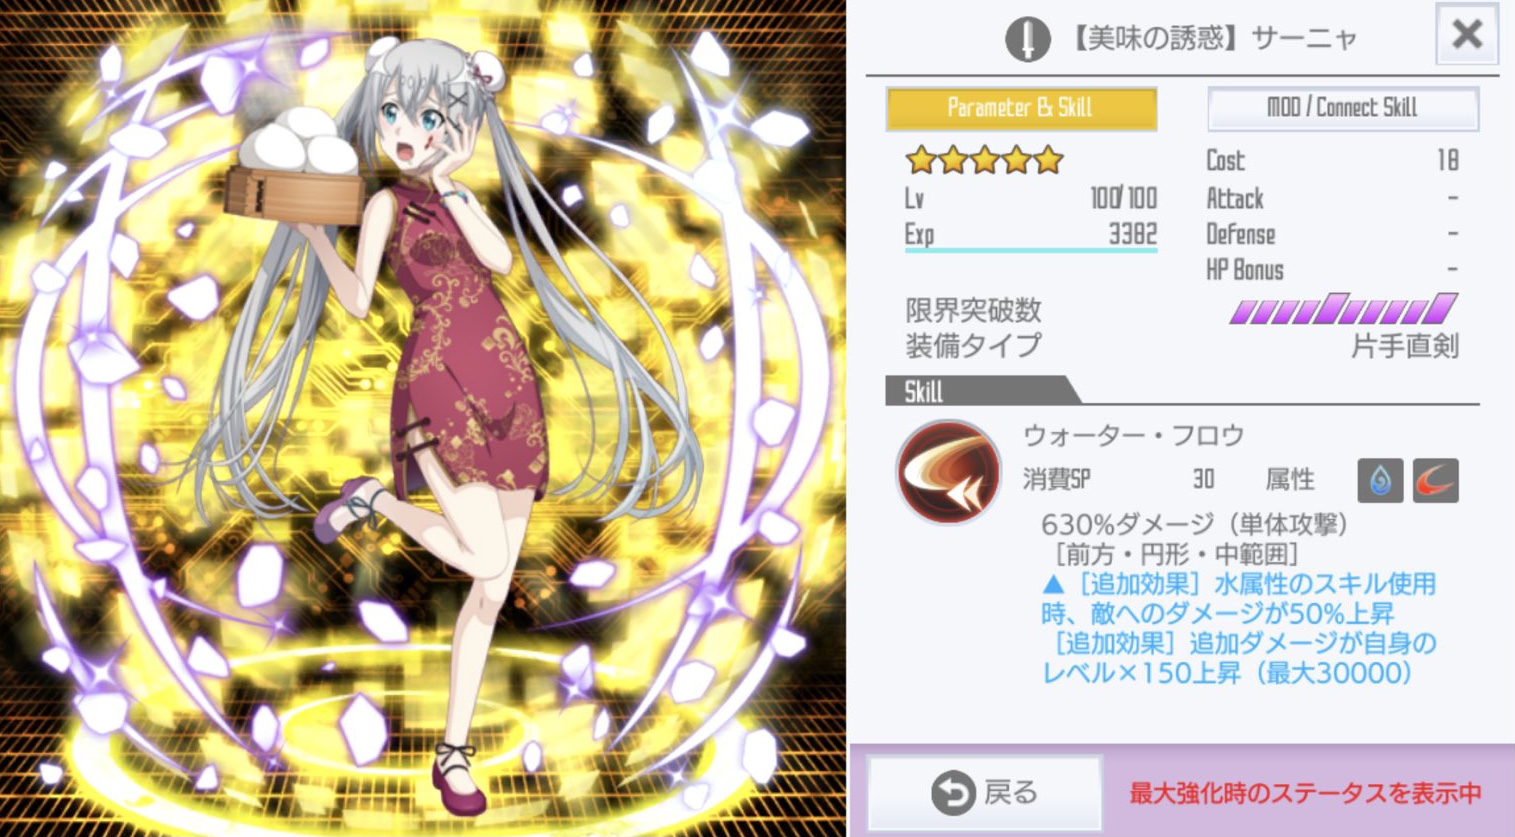 【美味の誘惑】サーニャ
Parameter & Skill
MOD / Connect Skill
Lv 100/100
Exp 3382
Cost 18
Attack -
Defense -
HP Bonus -
限界突破数
装備タイプ 片手直剣
Skill
ウォーター・フロウ
消費SP 30 属性
630%ダメージ（単体攻撃）
［前方・円形・中範囲］
▲［追加効果］水属性のスキル使用
時、敵へのダメージが50%上昇
［追加効果］追加ダメージが自身の
レベル×150上昇（最大30000）
戻る
最大強化時のステータスを表示中